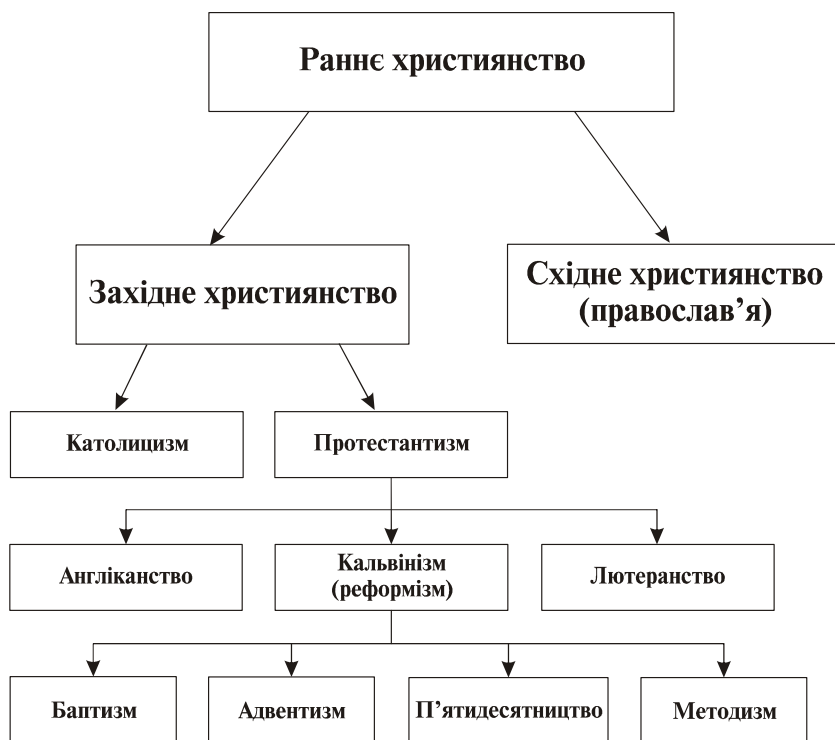 Раннє християнство
Західне християнство
Східне християнство
(православ’я)
Католицизм
Протестантизм
Англіканство
Кальвінізм
(реформізм)
Лютеранство
Баптизм
Адвентизм
П’ятидесятництво
Методизм